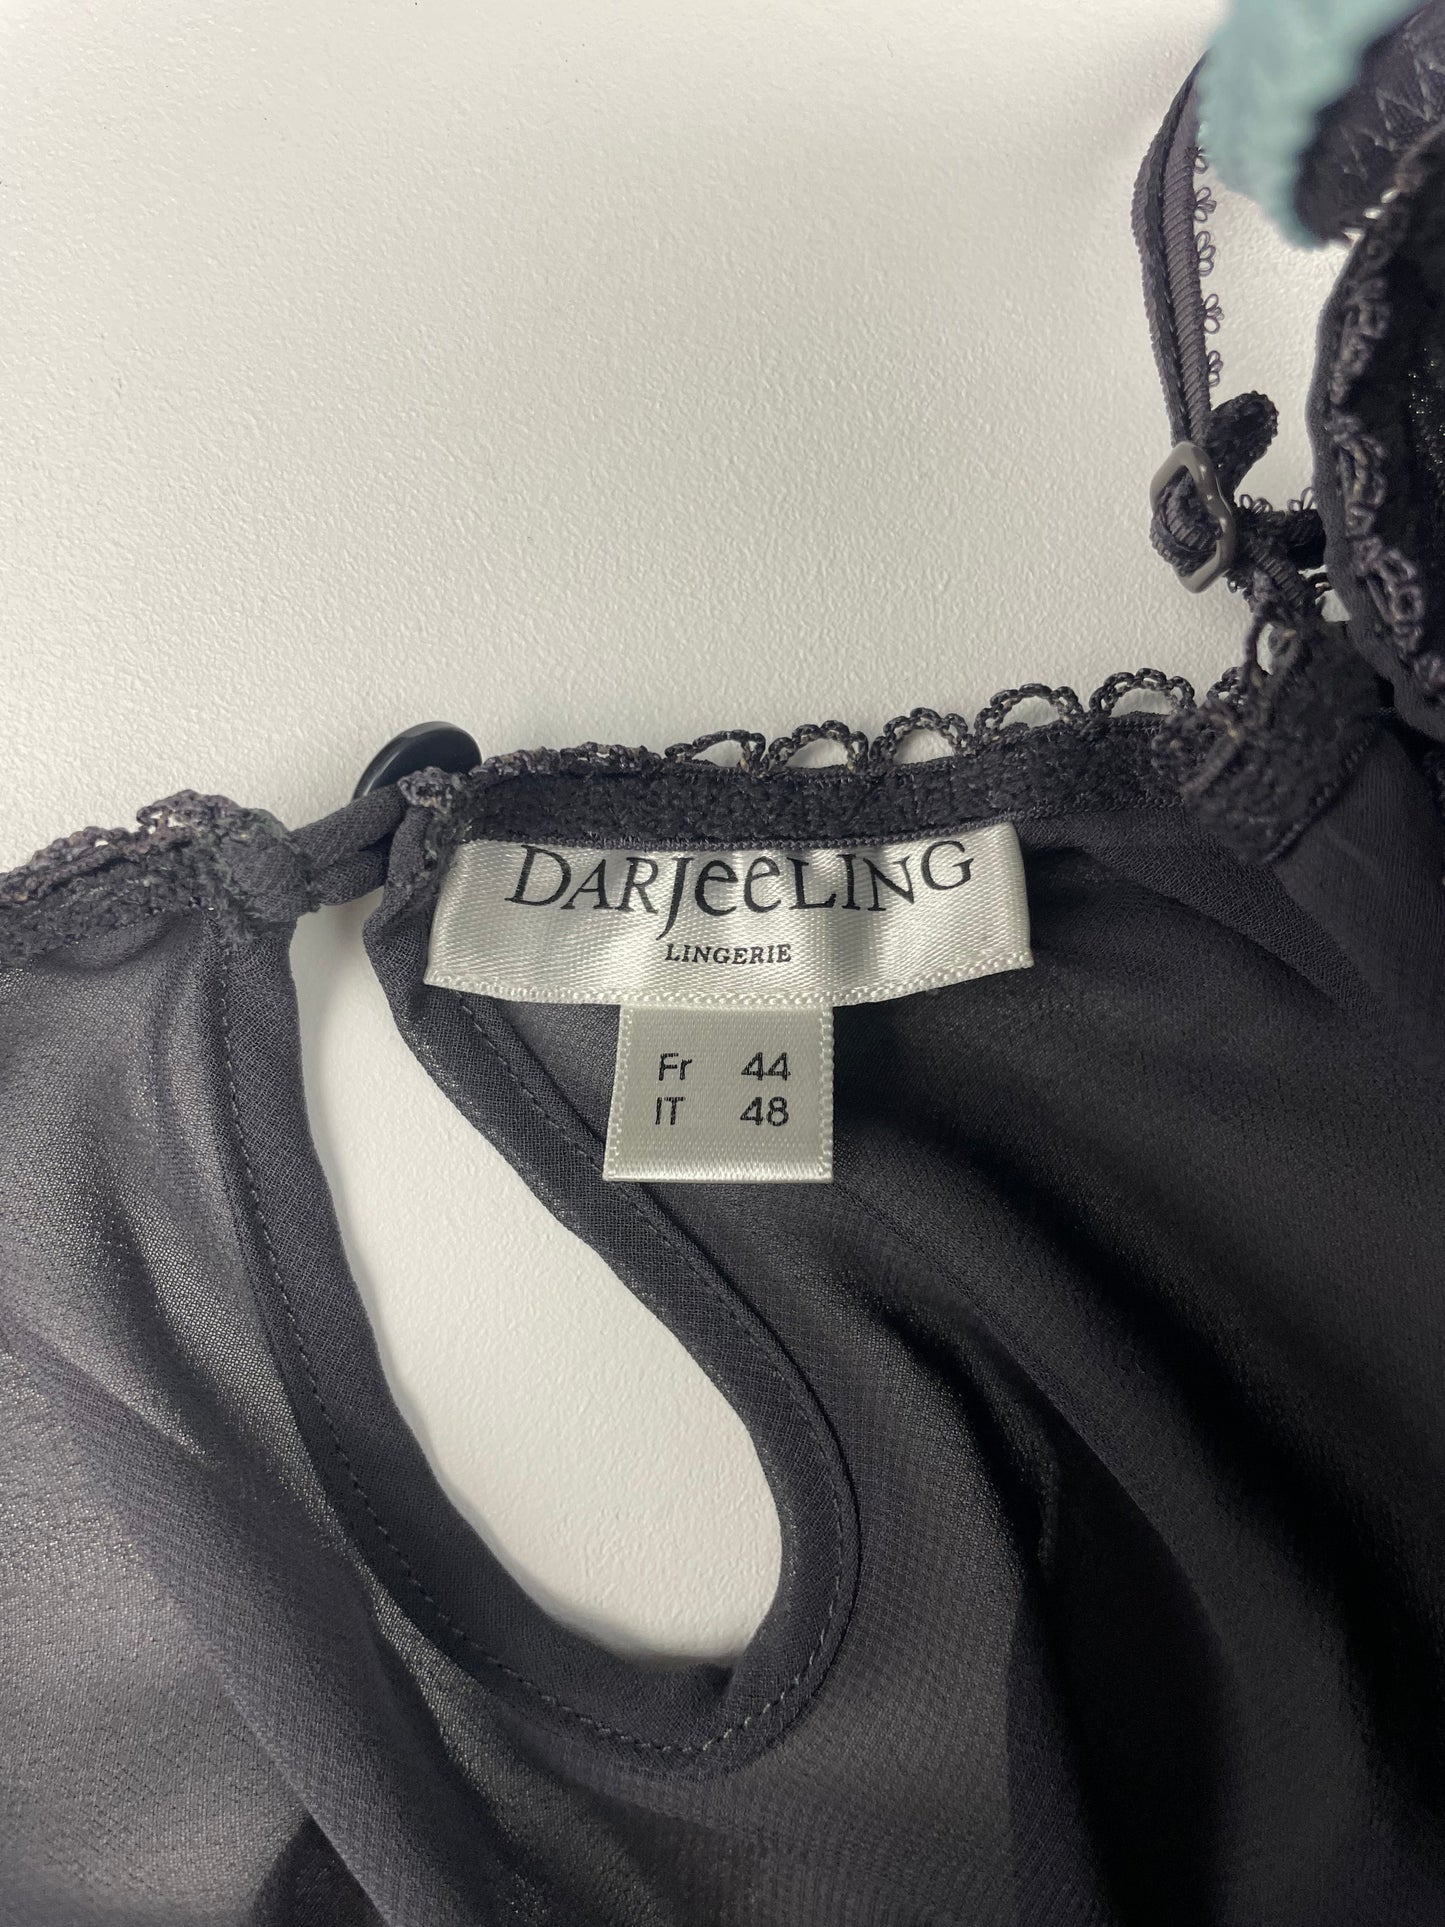 DARJeeLING
LINGERIE
Fr 44
IT 48